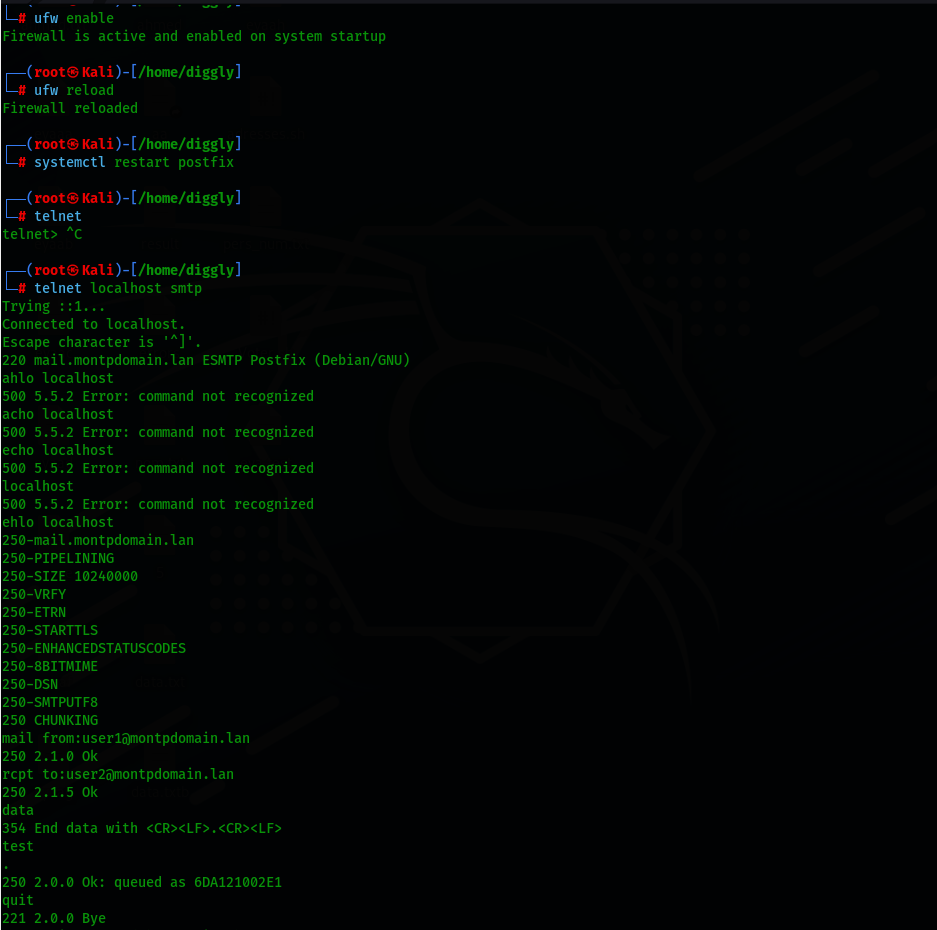 └─# ufw enable
Firewall is active and enabled on system startup
┌──(root㉿Kali)-[/home/diggly]
└─# ufw reload
Firewall reloaded
┌──(root㉿Kali)-[/home/diggly]
└─# systemctl restart postfix
┌──(root㉿Kali)-[/home/diggly]
└─# telnet
telnet> ^C
┌──(root㉿Kali)-[/home/diggly]
└─# telnet localhost smtp
Trying ::1...
Connected to localhost.
Escape character is '^]'.
220 mail.montpdomain.lan ESMTP Postfix (Debian/GNU)
ahlo localhost
500 5.5.2 Error: command not recognized
acho localhost
500 5.5.2 Error: command not recognized
echo localhost
500 5.5.2 Error: command not recognized
localhost
500 5.5.2 Error: command not recognized
ehlo localhost
250-mail.montpdomain.lan
250-PIPELINING
250-SIZE 10240000
250-VRFY
250-ETRN
250-STARTTLS
250-ENHANCEDSTATUSCODES
250-8BITMIME
250-DSN
250-SMTPUTF8
250 CHUNKING
mail from:user1@montpdomain.lan
250 2.1.0 Ok
rcpt to:user2@montpdomain.lan
250 2.1.5 Ok
data
354 End data with <CR><LF>.<CR><LF>
test
.
250 2.0.0 Ok: queued as 6DA121002E1
quit
221 2.0.0 Bye